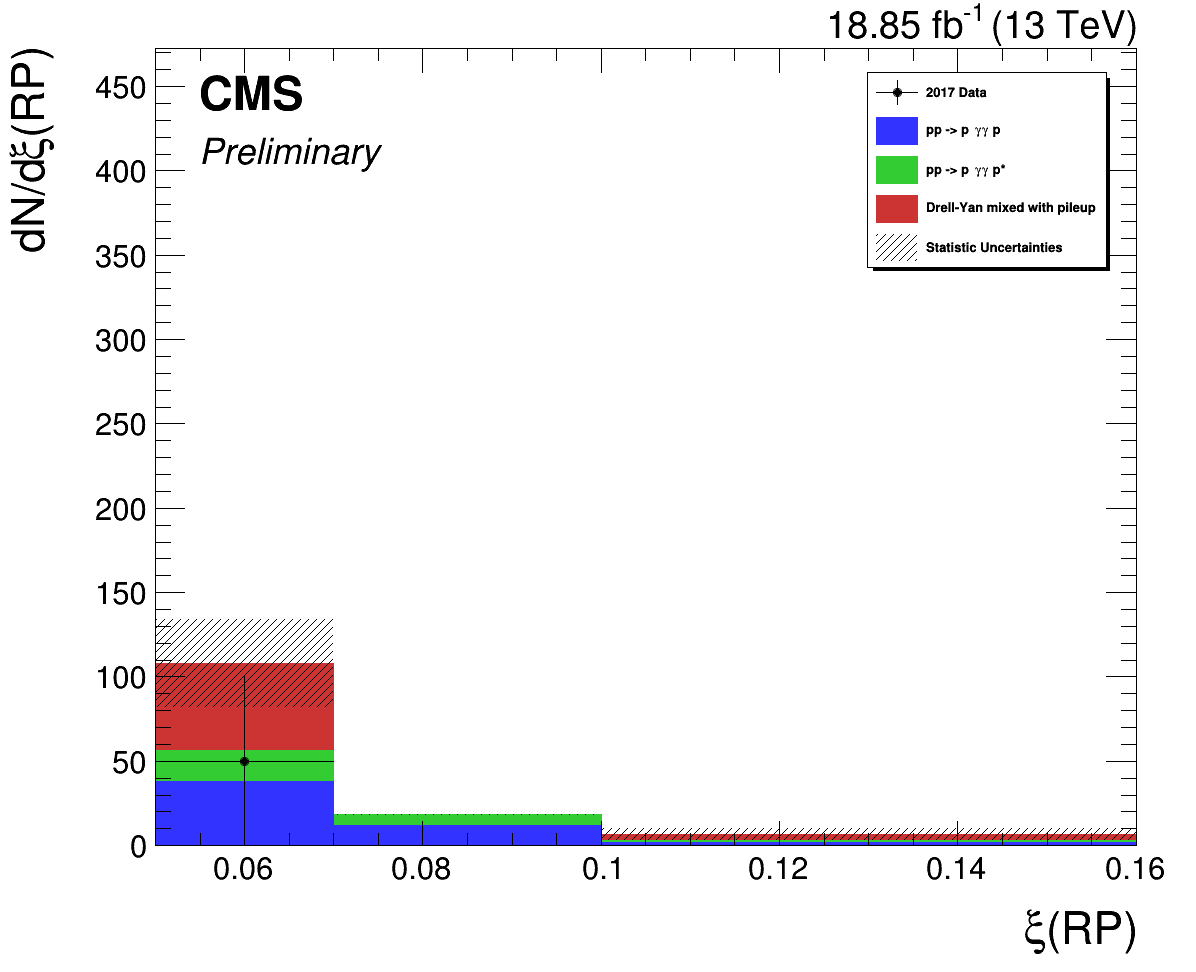 18.85 fb⁻¹ (13 TeV)
CMS
Preliminary
2017 Data
pp -> p γγ p
pp -> p γγ p*
Drell-Yan mixed with pileup
Statistic Uncertainties
dN/dξ(RP)
450
400
350
300
250
200
150
100
50
0
0.06 0.08 0.1 0.12 0.14 0.16
ξ(RP)